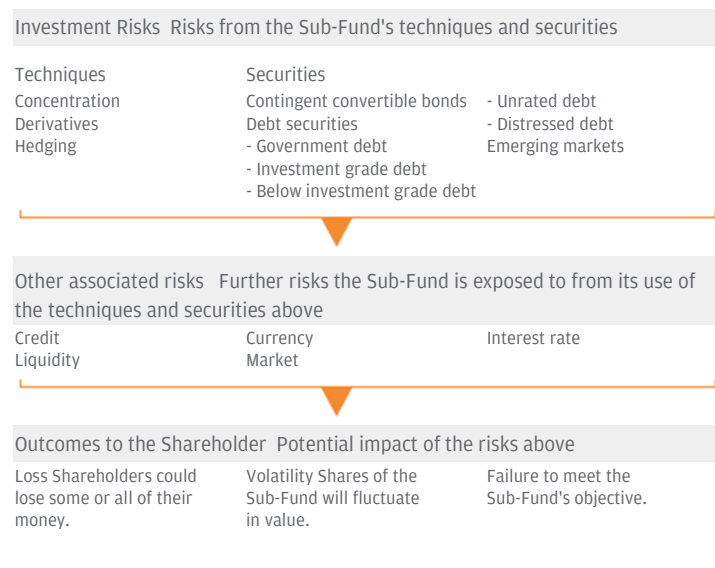 Investment Risks Risks from the Sub-Fund's techniques and securities
Techniques
Concentration
Derivatives
Hedging
Securities
Contingent convertible bonds
Debt securities
- Government debt
- Investment grade debt
- Below investment grade debt
- Unrated debt
- Distressed debt
Emerging markets
Other associated risks Further risks the Sub-Fund is exposed to from its use of
the techniques and securities above
Credit
Liquidity
Currency
Market
Interest rate
Outcomes to the Shareholder Potential impact of the risks above
Loss Shareholders could
lose some or all of their
money.
Volatility Shares of the
Sub-Fund will fluctuate
in value.
Failure to meet the
Sub-Fund's objective.